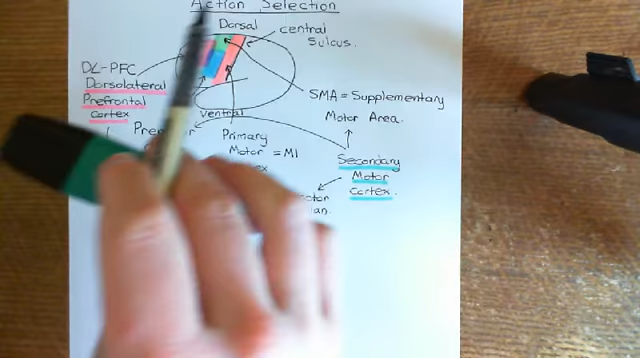 Action Selection
Dorsal
central
Sulcus.
DL-PFC
Dorsolateral
Prefrontal
cortex
SMA = Supplementary
Motor Area.
ventral
Primary
Motor = M1
Secondary
Motor
cortex.